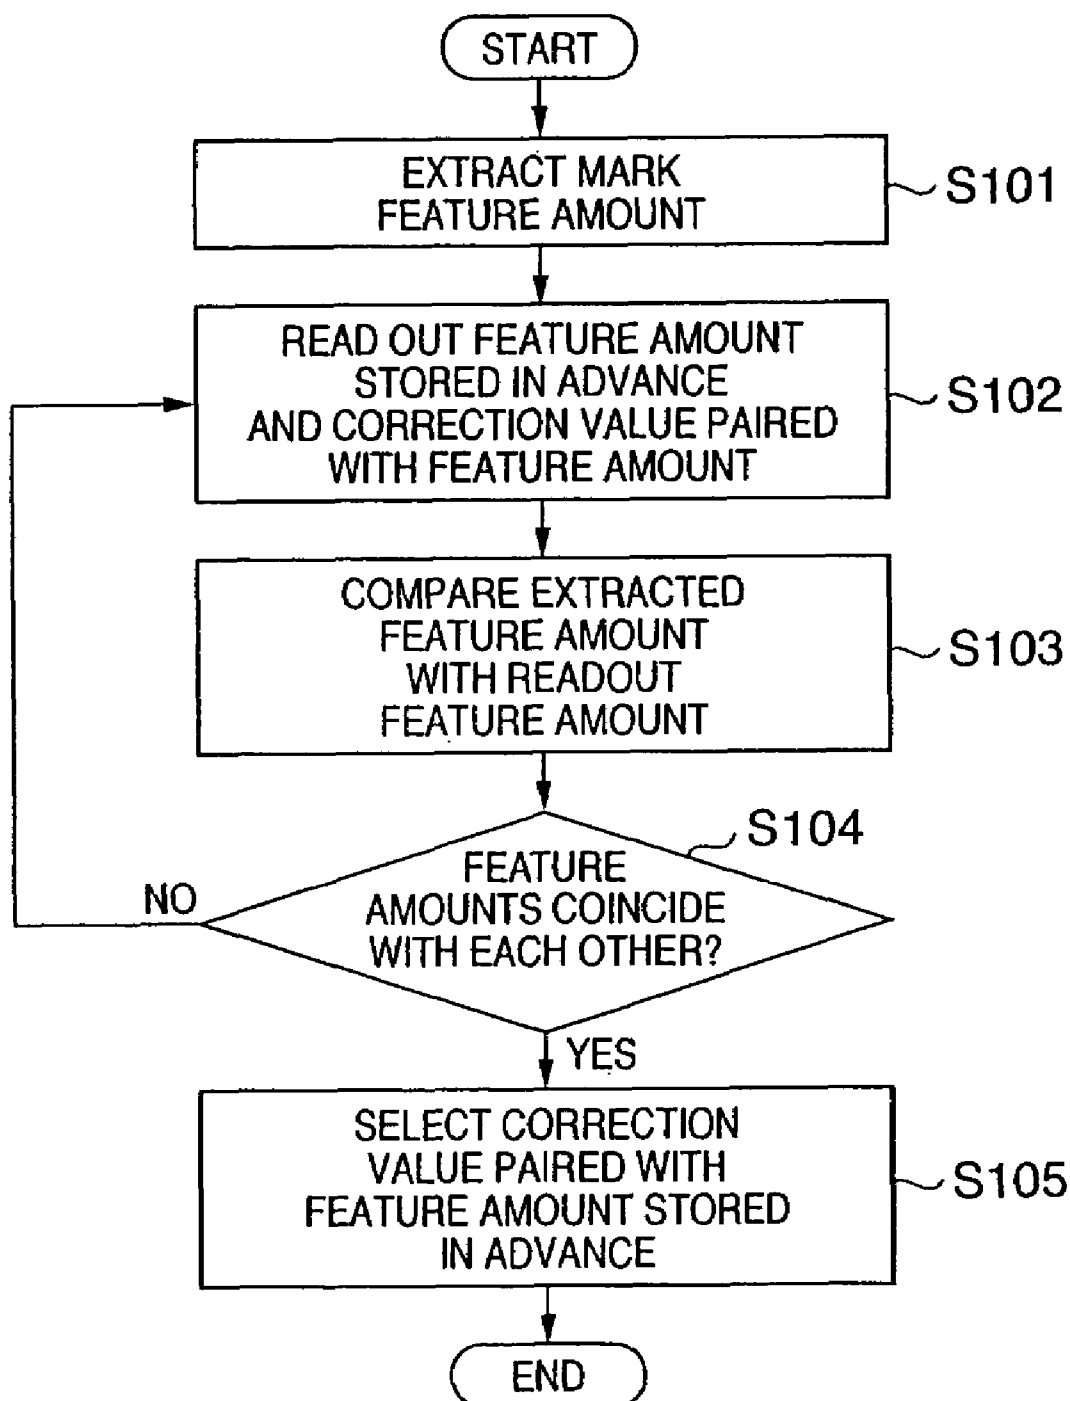 START
EXTRACT MARK
FEATURE AMOUNT
S101
READ OUT FEATURE AMOUNT
STORED IN ADVANCE
AND CORRECTION VALUE PAIRED
WITH FEATURE AMOUNT
S102
COMPARE EXTRACTED
FEATURE AMOUNT
WITH READOUT
FEATURE AMOUNT
S103
S104
FEATURE
AMOUNTS COINCIDE
WITH EACH OTHER?
NO
YES
SELECT CORRECTION
VALUE PAIRED WITH
FEATURE AMOUNT STORED
IN ADVANCE
S105
END